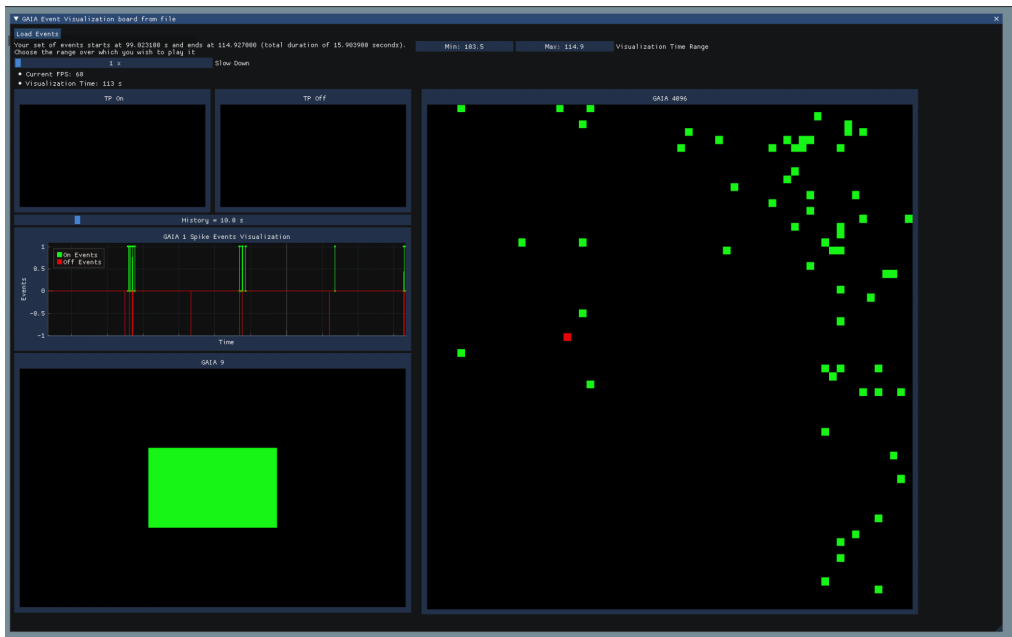 GAIA Event Visualization board from file
Load Events
Your set of events starts at 99.023100 s and ends at 114.927000 (total duration of 15.903900 seconds).
Choose the range over which you wish to play it
Min: 103.5
Max: 114.9
Visualization Time Range
1 x
Slow Down
Current FPS: 60
Visualization Time: 113 s
TP On
TP Off
GAIA 4096
History = 10.0 s
GAIA 1 Spike Events Visualization
On Events
Off Events
1
0.5
0
-0.5
-1
Events
Time
GAIA 9